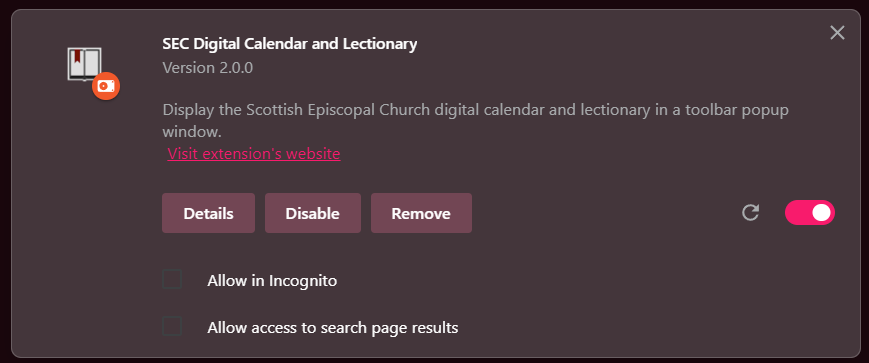 SEC Digital Calendar and Lectionary
Version 2.0.0
Display the Scottish Episcopal Church digital calendar and lectionary in a toolbar popup
window.
Visit extension's website
Details Disable Remove
Allow in Incognito
Allow access to search page results